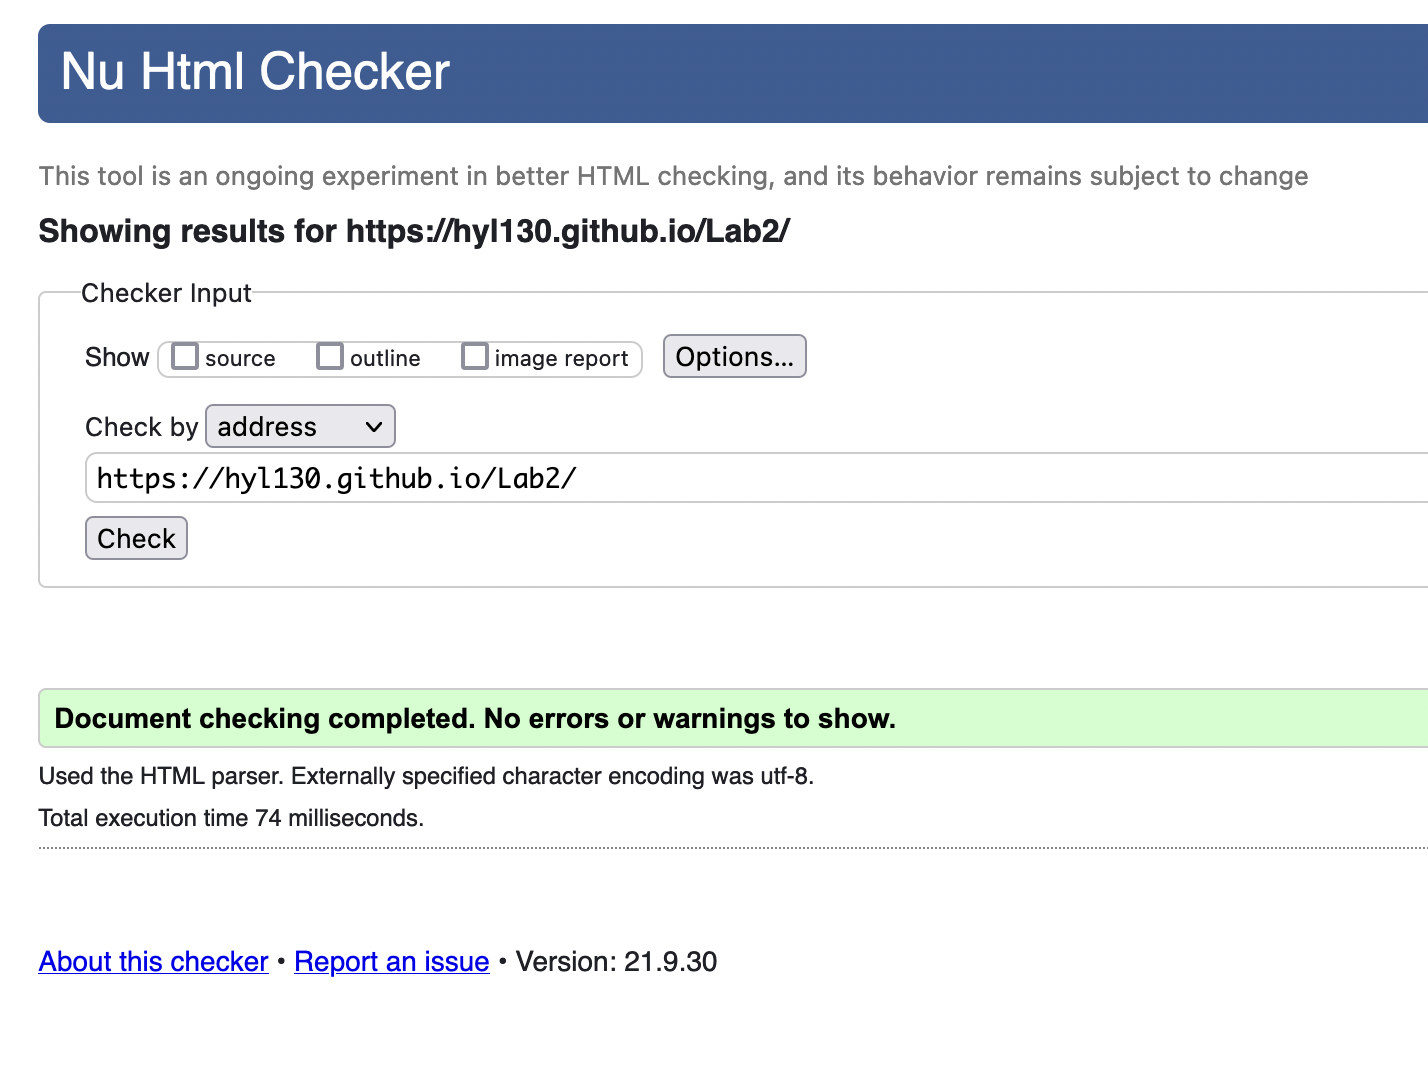 Nu Html Checker
This tool is an ongoing experiment in better HTML checking, and its behavior remains subject to change
Showing results for https://hyl130.github.io/Lab2/
Checker Input
Show source outline image report Options...
Check by address
https://hyl130.github.io/Lab2/
Check
Document checking completed. No errors or warnings to show.
Used the HTML parser. Externally specified character encoding was utf-8.
Total execution time 74 milliseconds.
About this checker • Report an issue • Version: 21.9.30